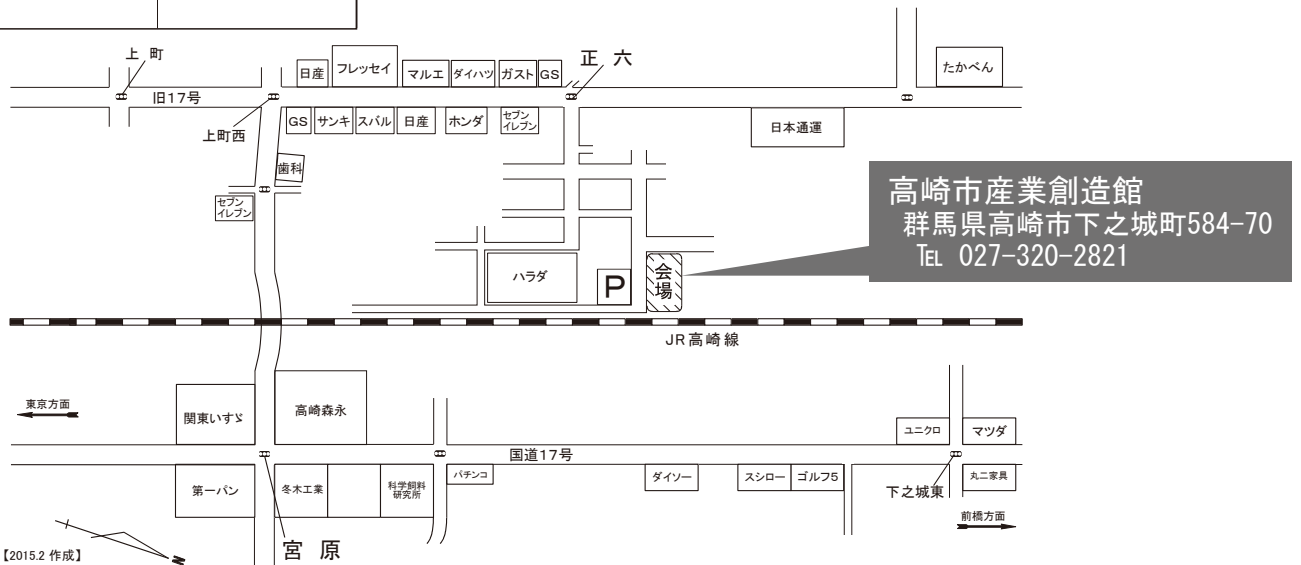 上 町
正 六
日産
フレッセイ
マルエ
ダイハツ
ガスト
GS
たかべん
旧17号
上町西
GS
サンキ
スバル
日産
ホンダ
セブン
イレブン
日本通運
歯科
セブン
イレブン
高崎市産業創造館
群馬県高崎市下之城町584-70
℡ 027-320-2821
ハラダ
P
会
場
JR高崎線
東京方面
関東いすゞ
高崎森永
ユニクロ
マツダ
国道17号
第一パン
冬木工業
科学飼料
研究所
パチンコ
ダイソー
スシロー
ゴルフ5
下之城東
丸二家具
前橋方面
宮 原
N
【2015.2 作成】